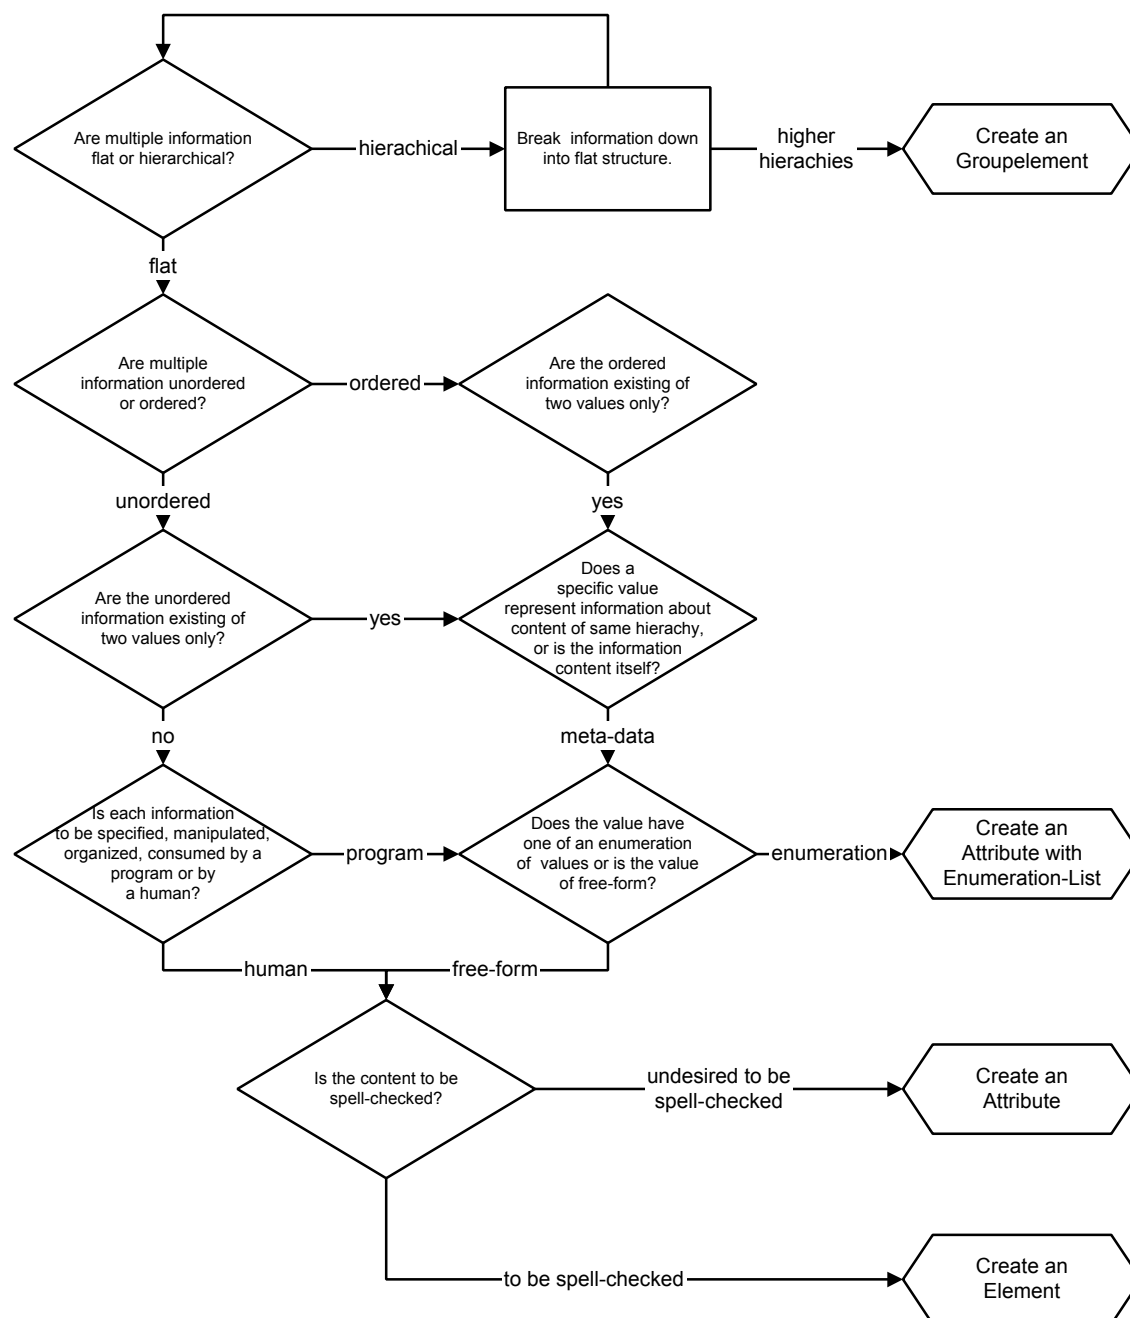 Are multiple information
flat or hierarchical?
hierachical
Break  information down
into flat structure.
higher
hierachies
Create an
Groupelement
flat
Are multiple
information unordered
or ordered?
ordered
Are the ordered
information existing of
two values only?
unordered
yes
Are the unordered
information existing of
two values only?
yes
Does a
specific value
represent information about
content of same hierachy,
or is the information
content itself?
no
meta-data
Is each information
to be specified, manipulated,
organized, consumed by a
program or by
a human?
program
Does the value have
one of an enumeration
of  values or is the value
of free-form?
enumeration
Create an
Attribute with
Enumeration-List
human
free-form
Is the content to be
spell-checked?
undesired to be
spell-checked
Create an
Attribute
to be spell-checked
Create an
Element